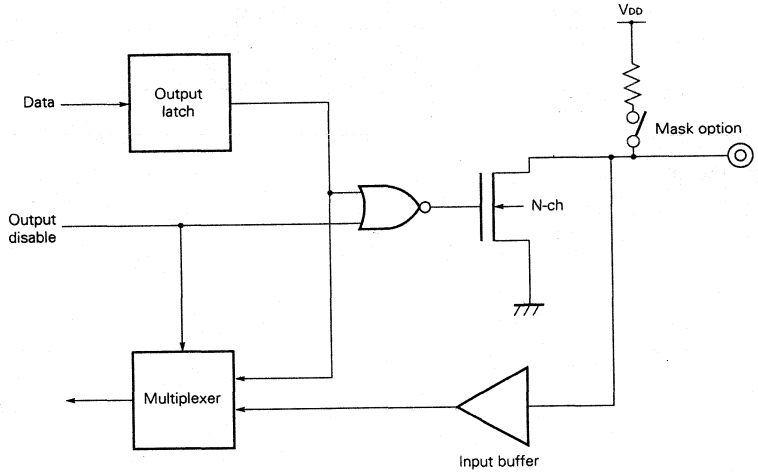 VDD
Data
Output
latch
Mask option
Output
disable
N-ch
Multiplexer
Input buffer